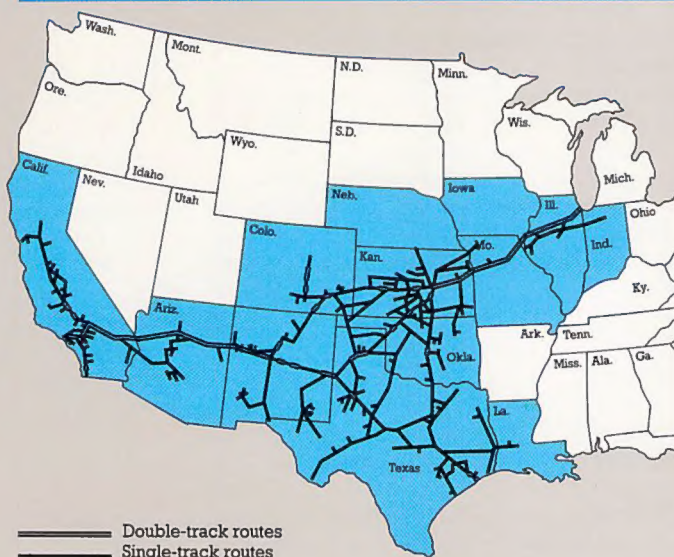 Wash.
Mont.
N.D.
Minn.
Ore.
Wis.
S.D.
Wyo.
Mich.
Idaho
Calif.
Nev.
Iowa
Neb.
Utah
Ill.
Ohio
Colo.
Ind.
Kan.
Mo.
Ky.
Ariz.
Ark.
Tenn.
Okla.
Miss.
Ala.
Ga.
La.
Texas
Double-track routes
Single-track routes